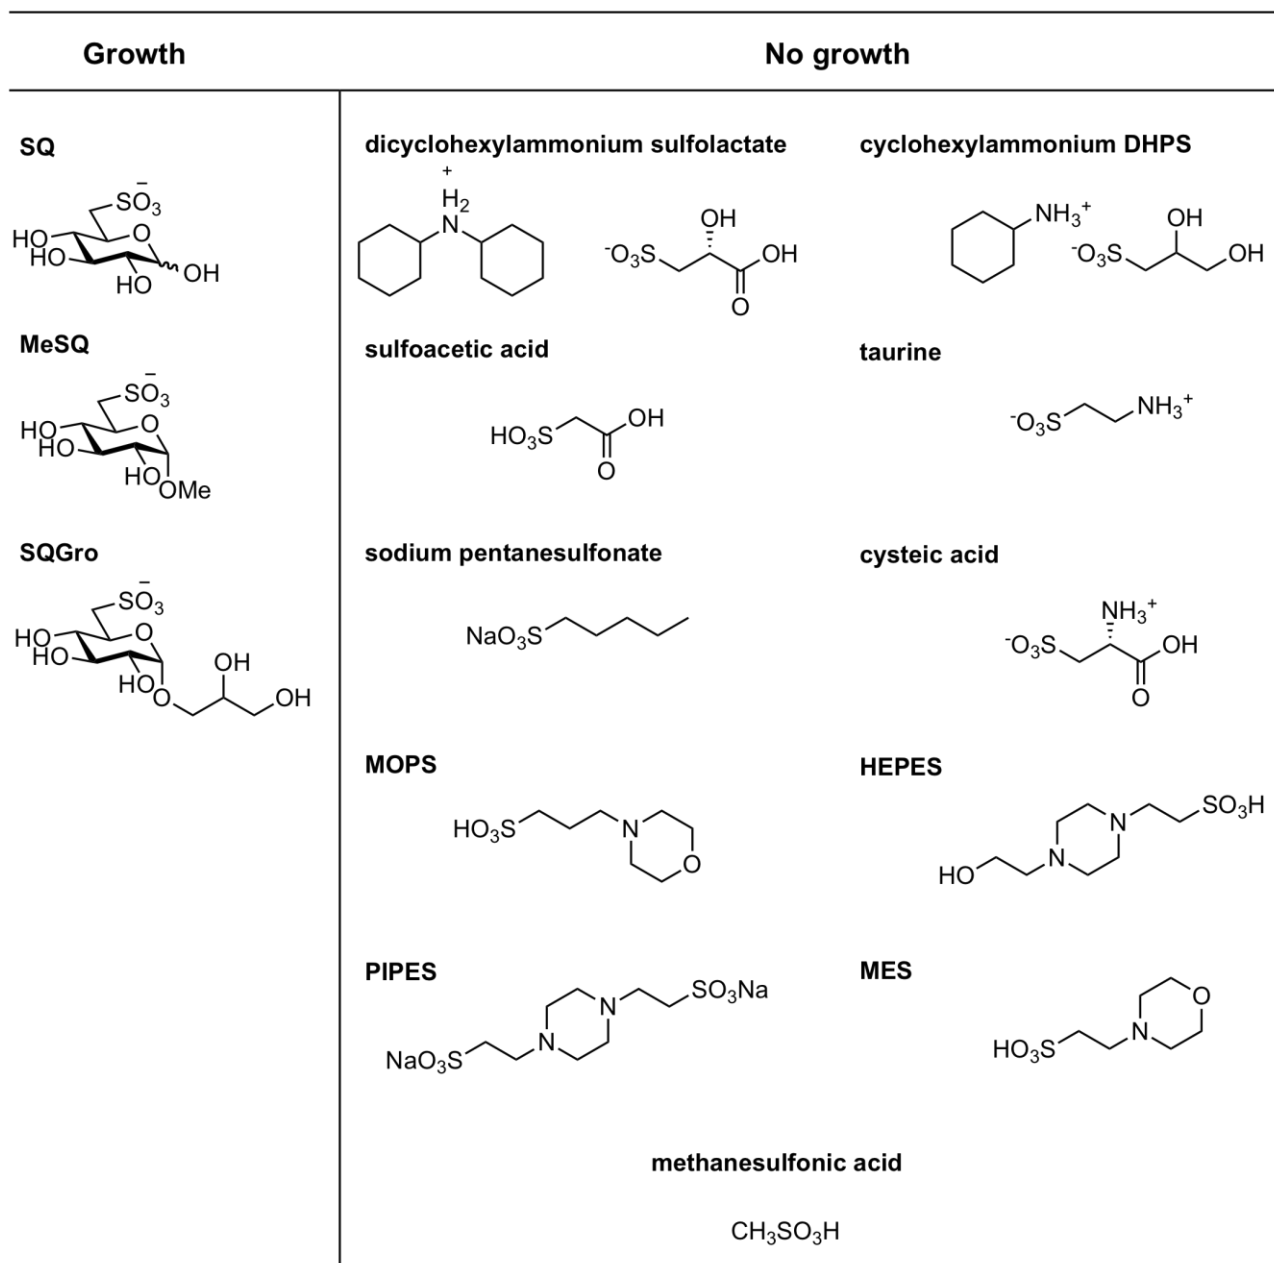 Growth
No growth
SQ
SO3−
O
HO
HO
HO
OH
MeSQ
SO3−
O
HO
HO
HO
OMe
SQGro
SO3−
O
HO
HO
HO
O
OH
OH
dicyclohexylammonium sulfolactate
+
H2
N
OH
−O3S
OH
O
cyclohexylammonium DHPS
NH3+
OH
−O3S
OH
sulfoacetic acid
OH
HO3S
O
taurine
−O3S
NH3+
sodium pentanesulfonate
NaO3S
cysteic acid
NH3+
−O3S
OH
O
MOPS
HO3S
N
O
HEPES
SO3H
N
N
HO
PIPES
SO3Na
N
N
NaO3S
MES
O
N
HO3S
methanesulfonic acid
CH3SO3H